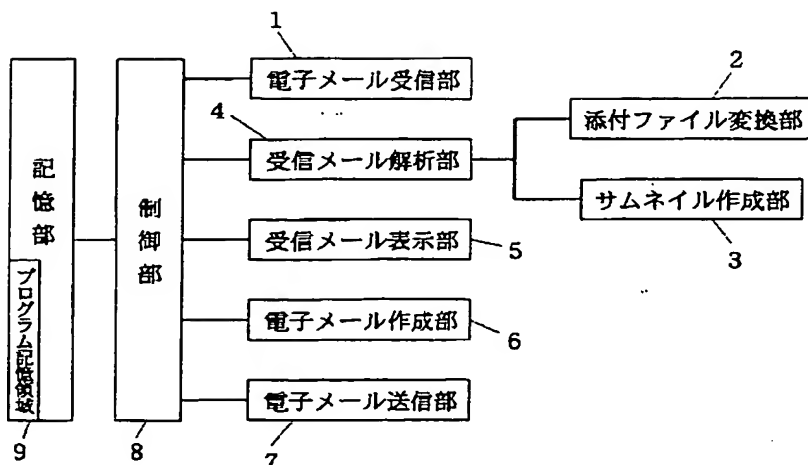 1
電子メール受信部
2
4
添付ファイル変換部
受信メール解析部
記憶部
制御部
サムネイル作成部
3
受信メール表示部
5
プログラム記憶領域
電子メール作成部
6
電子メール送信部
9
8
7